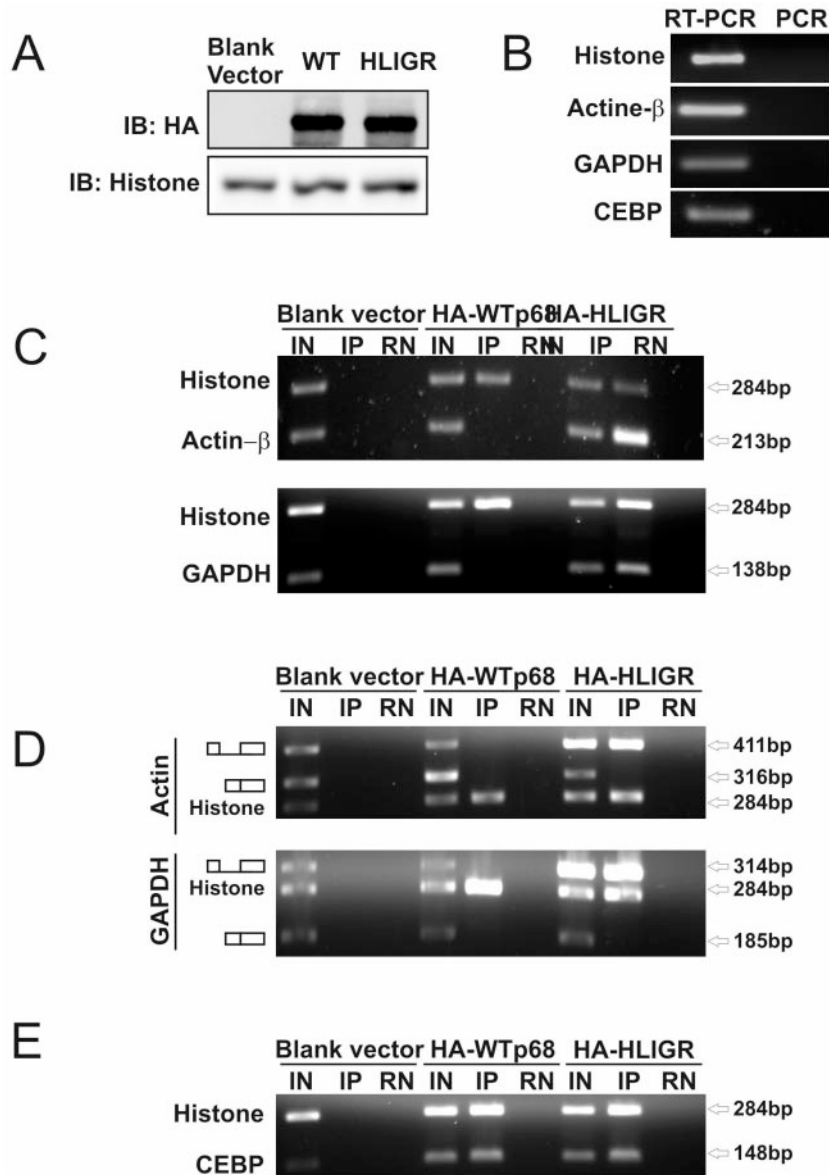 A
Blank Vector WT HLIGR
IB: HA
IB: Histone
B
RT-PCR PCR
Histone
Actine-β
GAPDH
CEBP
C
Blank vector HA-WTp68 HA-HLIGR
IN IP RN IN IP RN IN IP RN
Histone 284bp
Actin-β 213bp
Histone 284bp
GAPDH 138bp
D
Blank vector HA-WTp68 HA-HLIGR
IN IP RN IN IP RN IN IP RN
Actin
411bp
316bp
Histone 284bp
GAPDH
314bp
Histone 284bp
185bp
E
Blank vector HA-WTp68 HA-HLIGR
IN IP RN IN IP RN IN IP RN
Histone 284bp
CEBP 148bp